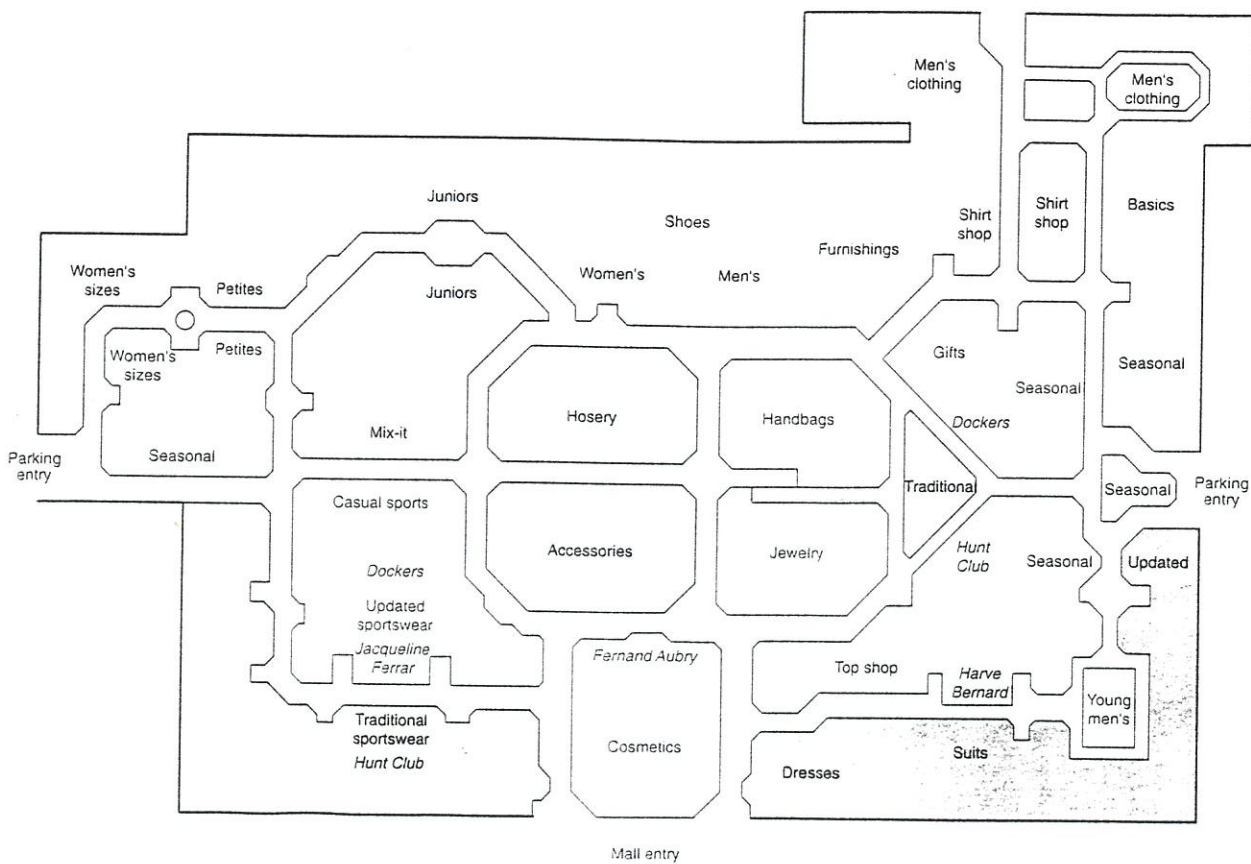 Men's
clothing
Men's
clothing
Juniors
Shoes
Shirt
shop
Shirt
shop
Basics
Furnishings
Women's
sizes
Petites
Women's
Men's
Juniors
Women's
sizes
Petites
Gifts
Seasonal
Seasonal
Hosery
Handbags
Dockers
Mix-it
Parking
entry
Seasonal
Traditional
Seasonal
Parking
entry
Casual sports
Accessories
Jewelry
Hunt
Club
Seasonal
Updated
Dockers
Updated
sportswear
Jacqueline
Ferrar
Fernand Aubry
Top shop
Harve
Bernard
Young
men's
Traditional
sportswear
Hunt Club
Cosmetics
Suits
Dresses
Mall entry